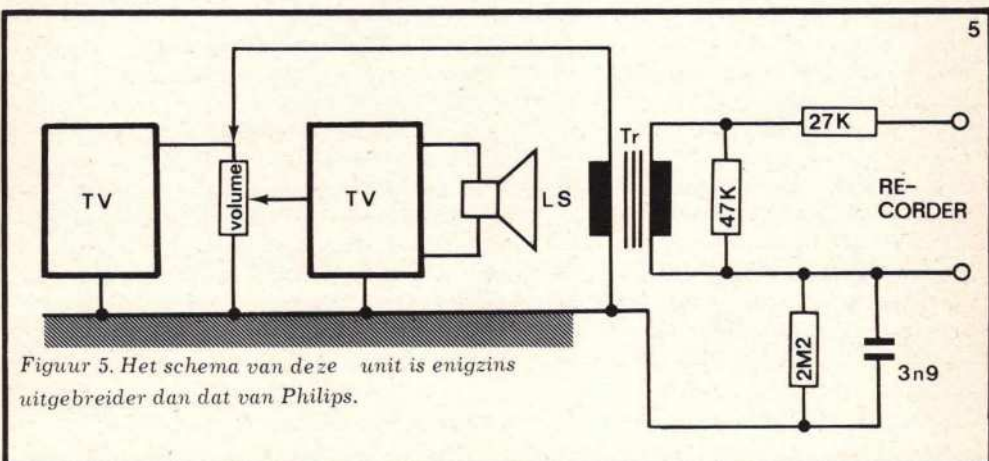 5
TV
volume
TV
LS
Tr
47K
27K
RE-
CORDER
2M2
3n9
Figuur 5. Het schema van deze unit is enigzins
uitgebreider dan dat van Philips.